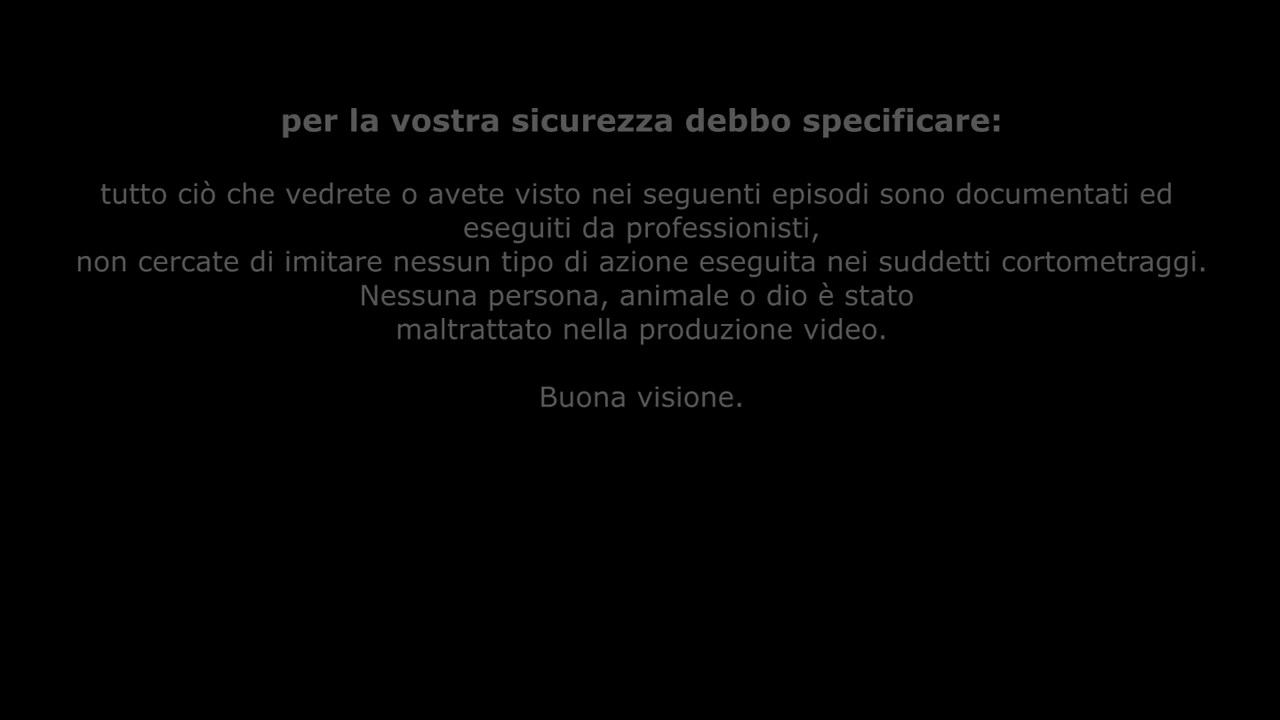 per la vostra sicurezza debbo specificare:
tutto ciò che vedrete o avete visto nei seguenti episodi sono documentati ed
eseguiti da professionisti,
non cercate di imitare nessun tipo di azione eseguita nei suddetti cortometraggi.
Nessuna persona, animale o dio è stato
maltrattato nella produzione video.
Buona visione.